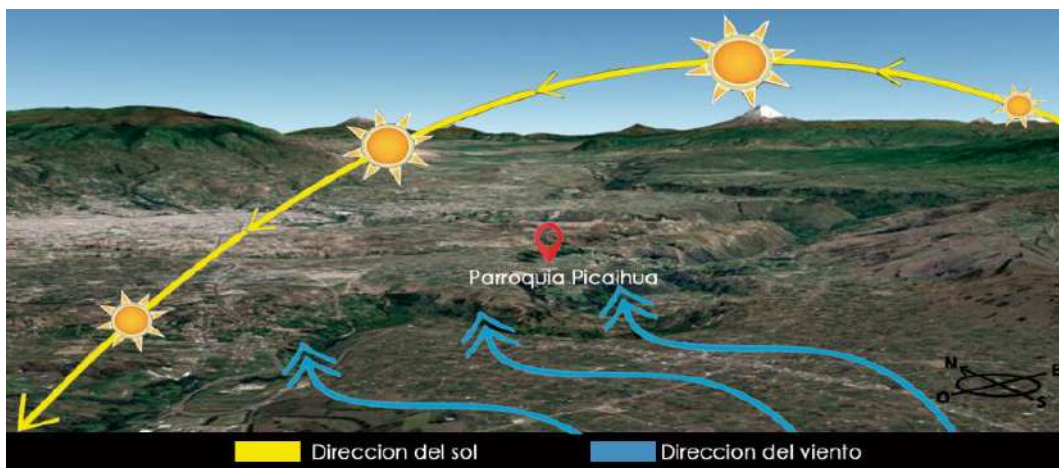 Parroquia Picaihua
N
E
O
S
Direccion del sol
Direccion del viento